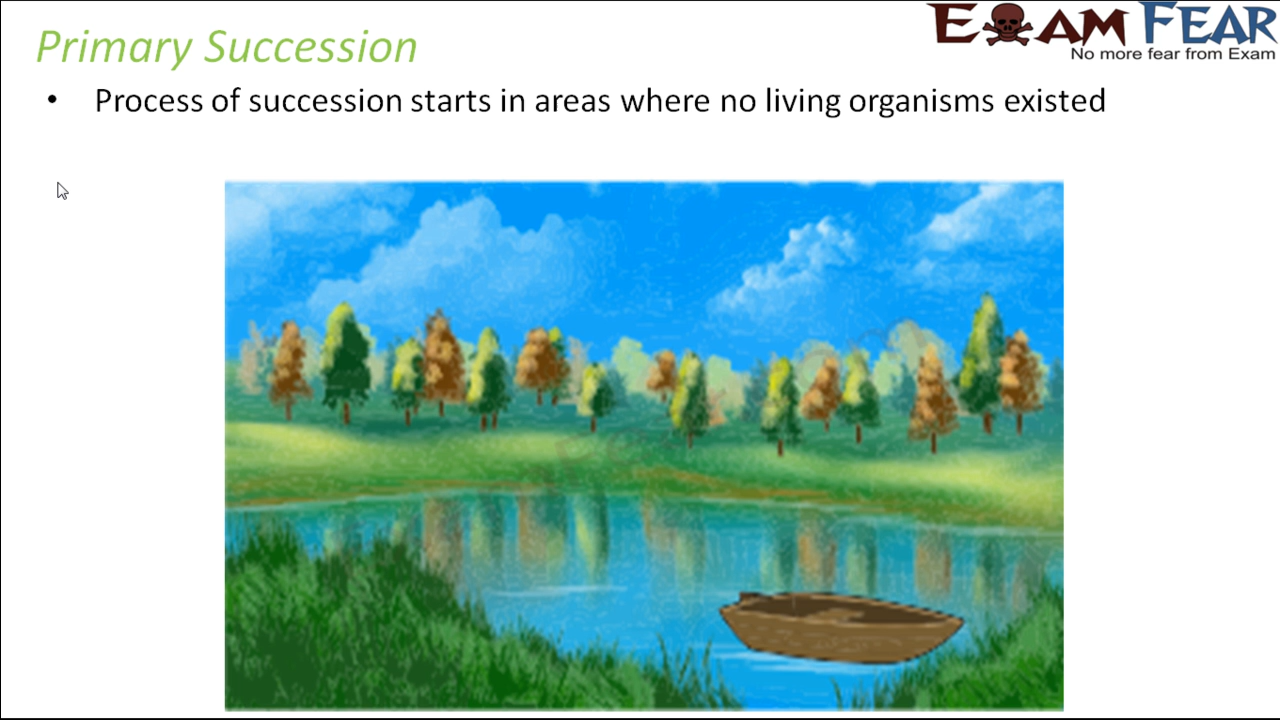 Primary Succession
EXAM FEAR
No more fear from Exam
• Process of succession starts in areas where no living organisms existed